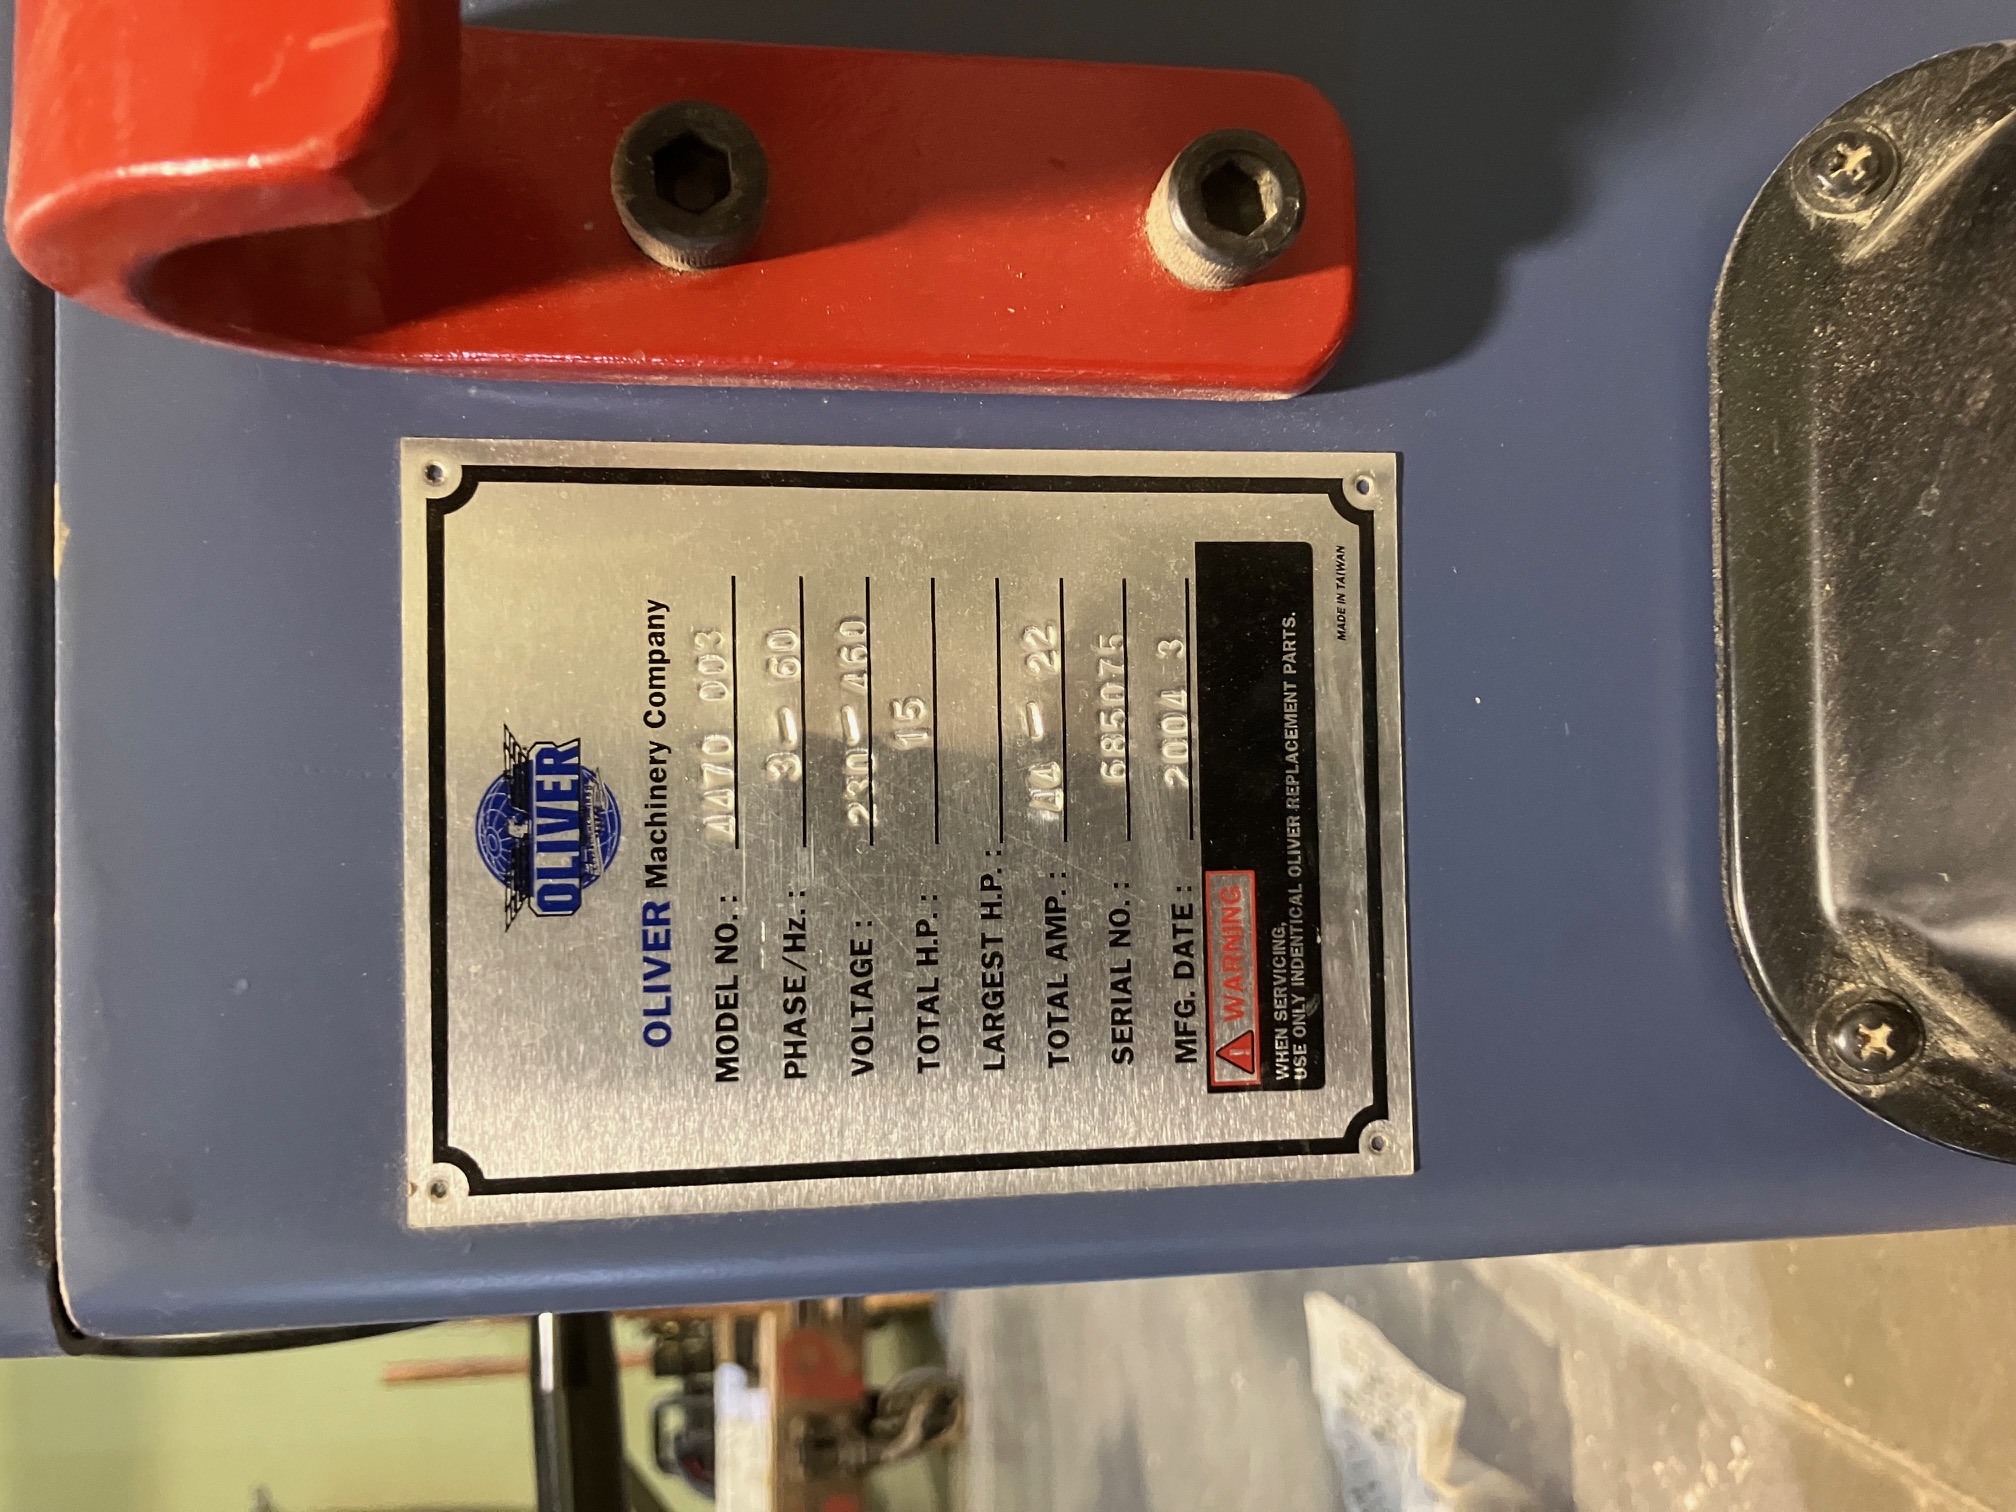 OLIVER
OLIVER Machinery Company
MODEL NO. : 4470 003
PHASE/Hz. : 3 - 60
VOLTAGE : 230 - 460
TOTAL H.P. : 15
LARGEST H.P. :
TOTAL AMP. : 44 - 22
SERIAL NO. : 685075
MFG. DATE : 2004 3
WARNING
WHEN SERVICING,
USE ONLY INDENTICAL OLIVER REPLACEMENT PARTS.
MADE IN TAIWAN